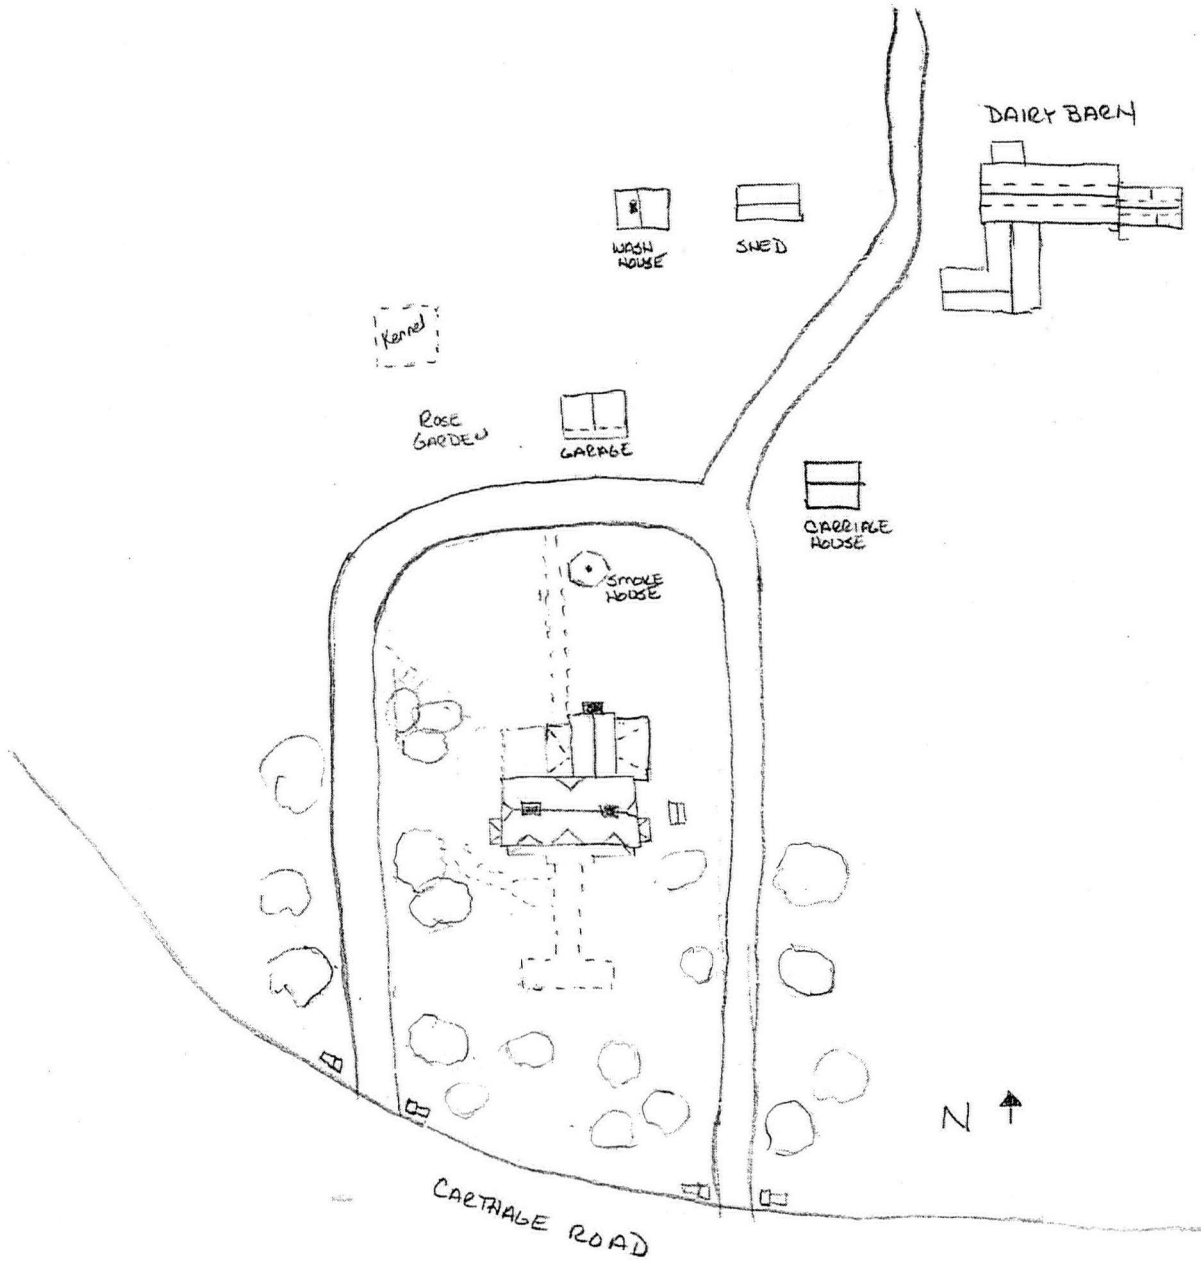 DAIRY BARN
WASH
HOUSE
SHED
Kennel
ROSE
GARDEN
GARAGE
CARRIAGE
HOUSE
SMOKE
HOUSE
N
CARTHAGE ROAD